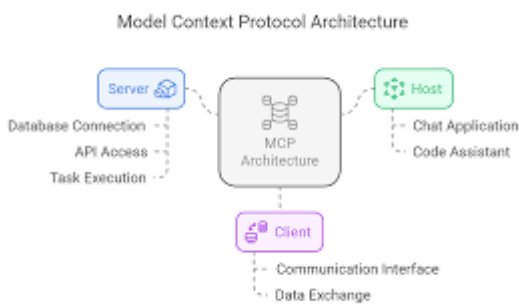 Model Context Protocol Architecture
Server
Host
Database Connection
API Access
Task Execution
MCP
Architecture
Chat Application
Code Assistant
Client
Communication Interface
Data Exchange